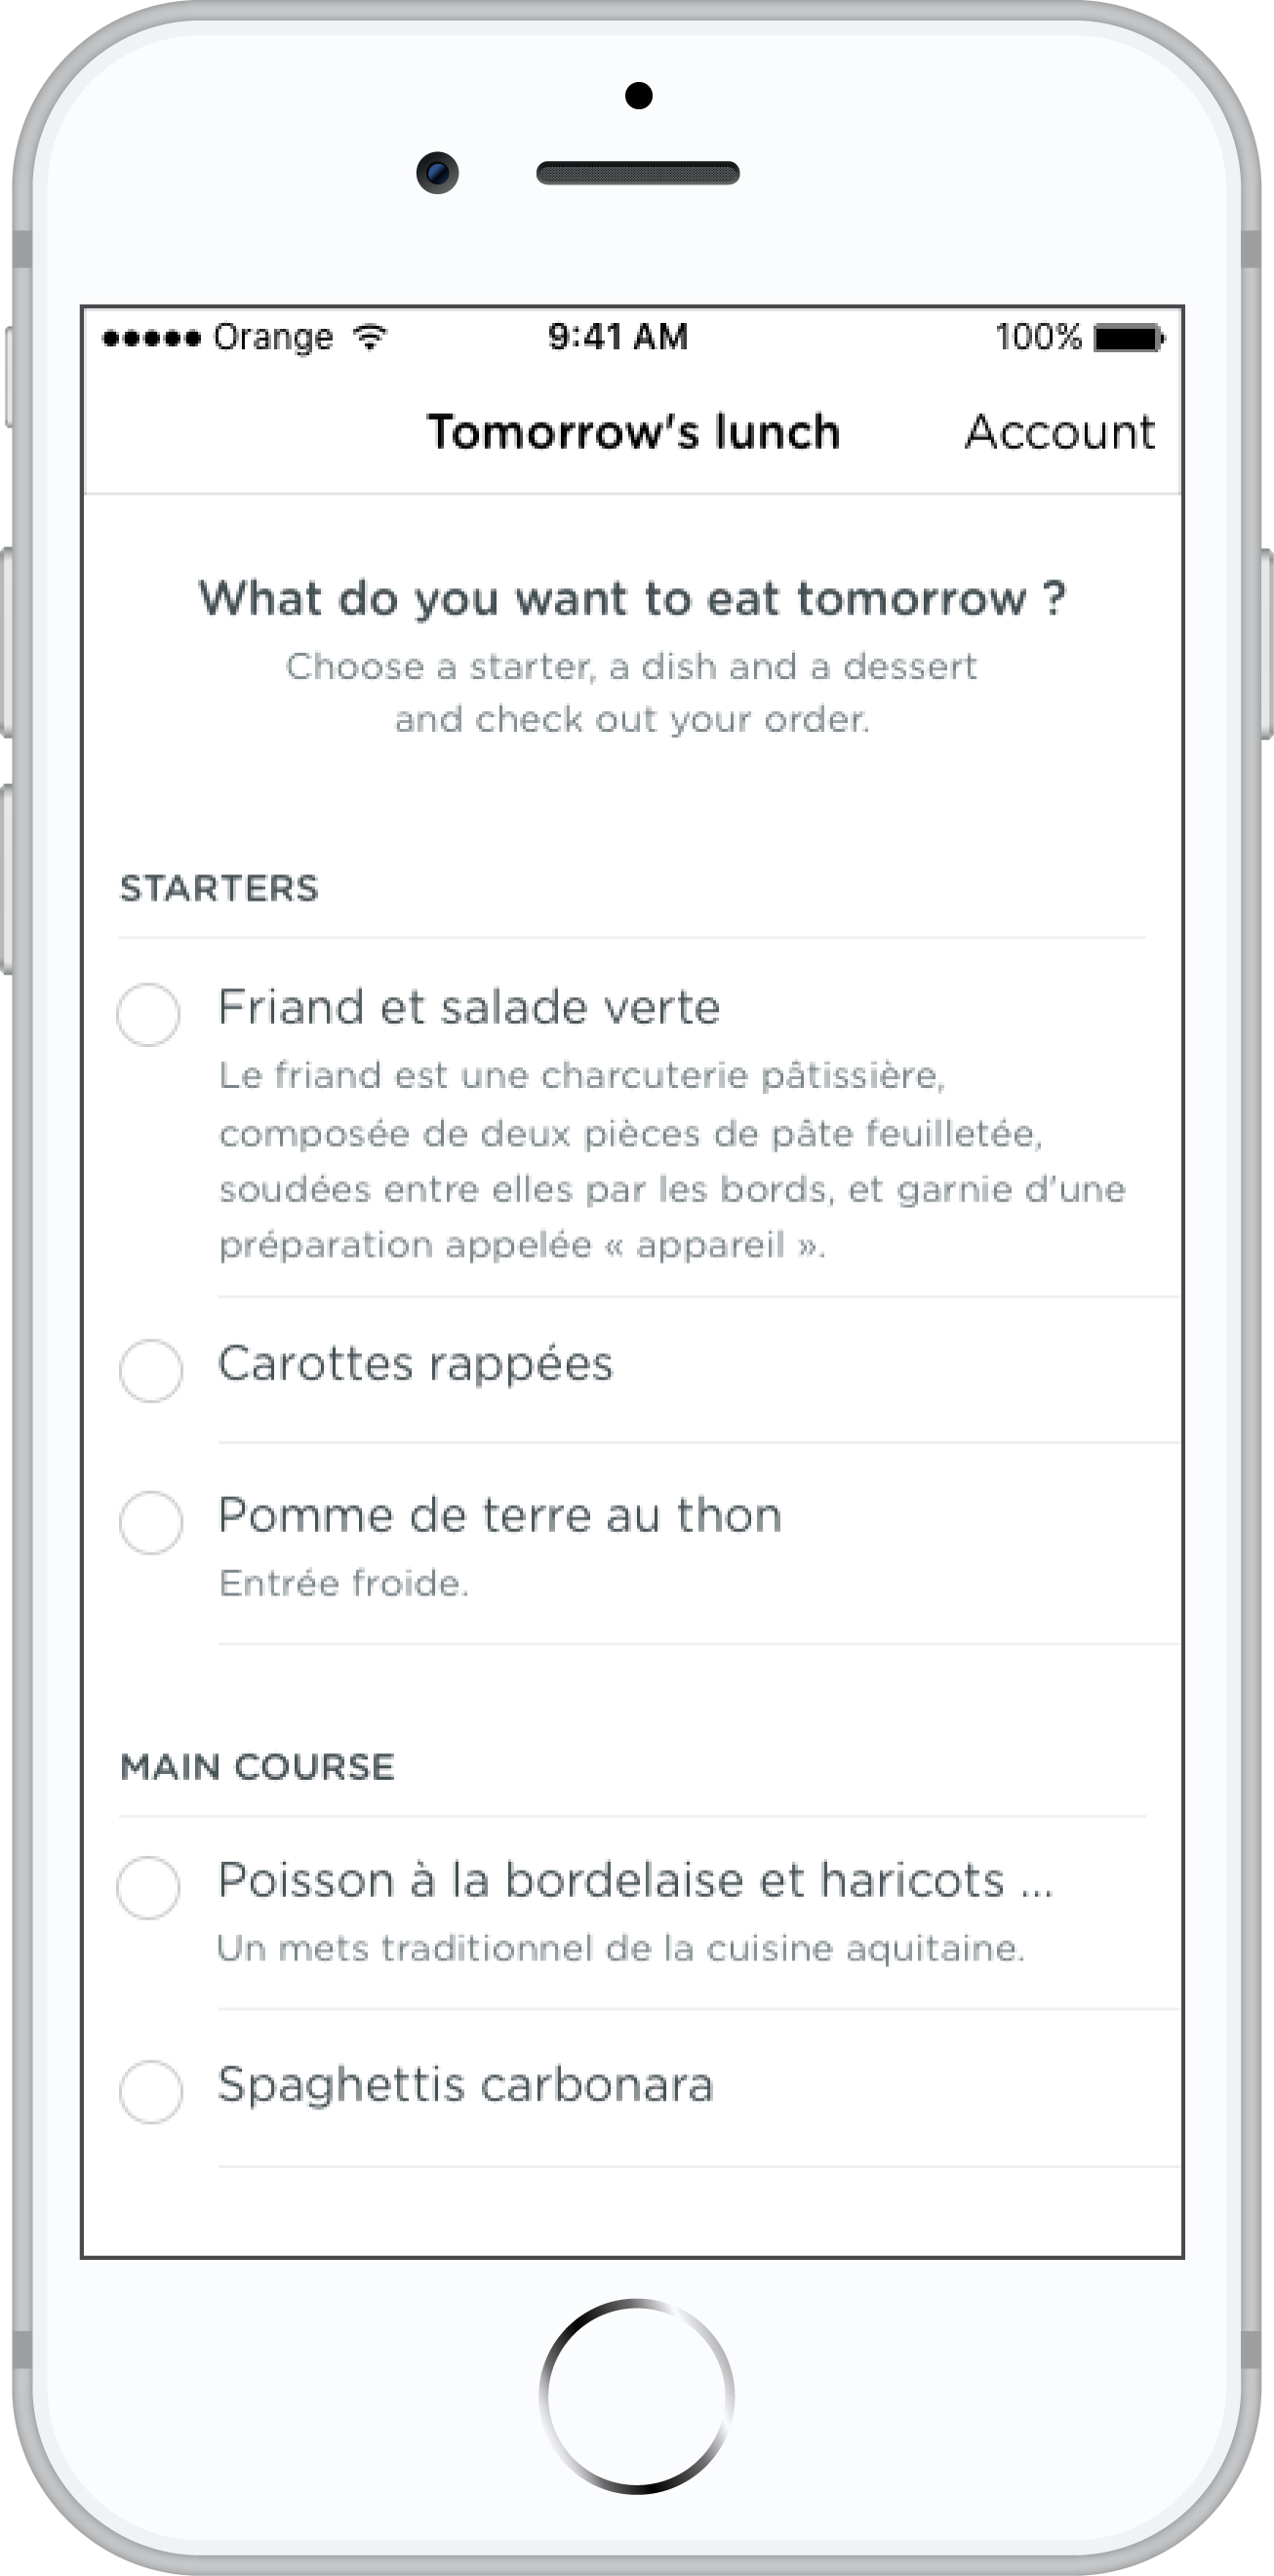 Orange 9:41 AM 100%
Tomorrow's lunch Account
What do you want to eat tomorrow ?
Choose a starter, a dish and a dessert
and check out your order.
STARTERS
Friand et salade verte
Le friand est une charcuterie pâtissière,
composée de deux pièces de pâte feuilletée,
soudées entre elles par les bords, et garnie d'une
préparation appelée « appareil ».
Carottes rappées
Pomme de terre au thon
Entrée froide.
MAIN COURSE
Poisson à la bordelaise et haricots ...
Un mets traditionnel de la cuisine aquitaine.
Spaghettis carbonara